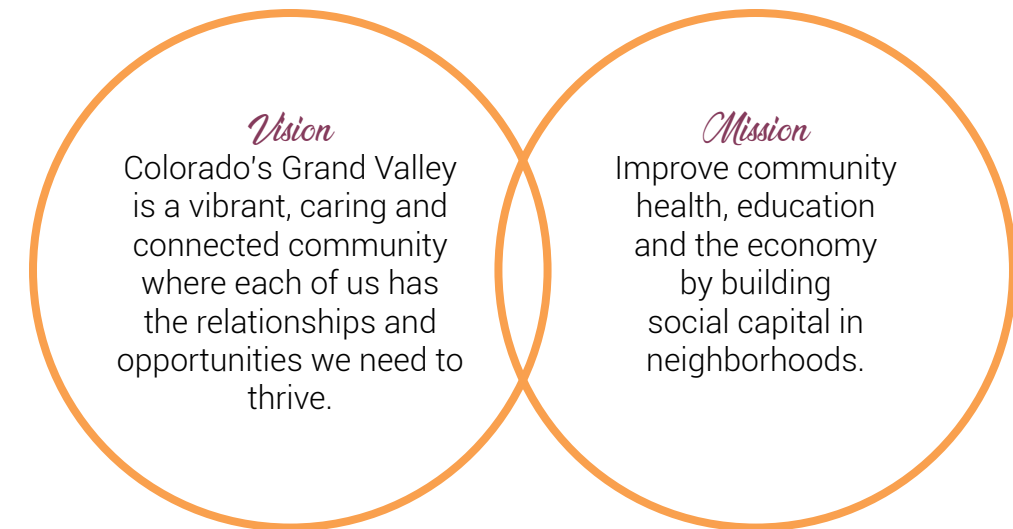 Vision
Colorado's Grand Valley
is a vibrant, caring and
connected community
where each of us has
the relationships and
opportunities we need to
thrive.
Mission
Improve community
health, education
and the economy
by building
social capital in
neighborhoods.